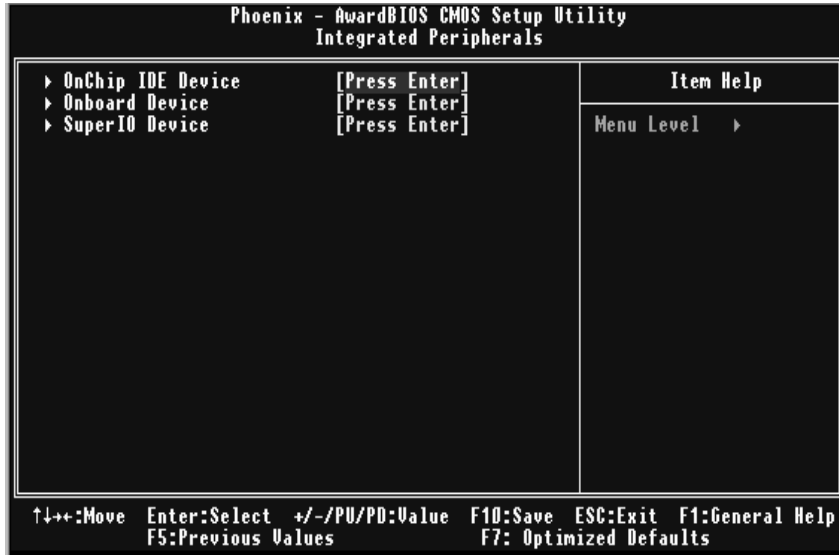 Phoenix - AwardBIOS CMOS Setup Utility
Integrated Peripherals
▸ OnChip IDE Device [Press Enter]
▸ Onboard Device [Press Enter]
▸ SuperIO Device [Press Enter]
Item Help
Menu Level ▸
↑↓→←:Move Enter:Select +/-/PU/PD:Value F10:Save ESC:Exit F1:General Help
F5:Previous Values F7: Optimized Defaults